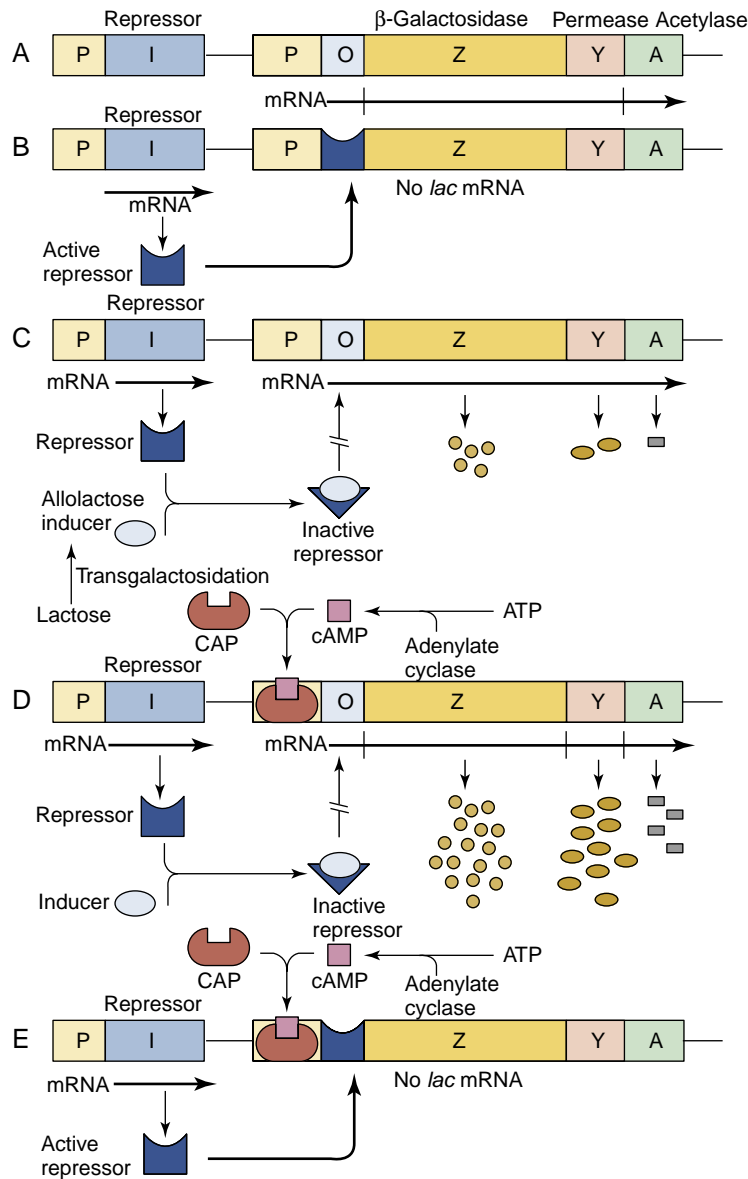 Repressor β-Galactosidase Permease Acetylase
A P I P O Z Y A
mRNA
Repressor
B P I P Z Y A
No lac mRNA
mRNA
Active
repressor
Repressor
C P I P O Z Y A
mRNA mRNA
Repressor
Allolactose
inducer
Inactive
repressor
Transgalactosidation
Lactose
CAP cAMP ATP
Adenylate
cyclase
Repressor
D P I O Z Y A
mRNA mRNA
Repressor
Inducer
Inactive
repressor
CAP cAMP ATP
Adenylate
cyclase
Repressor
E P I Z Y A
No lac mRNA
mRNA
Active
repressor